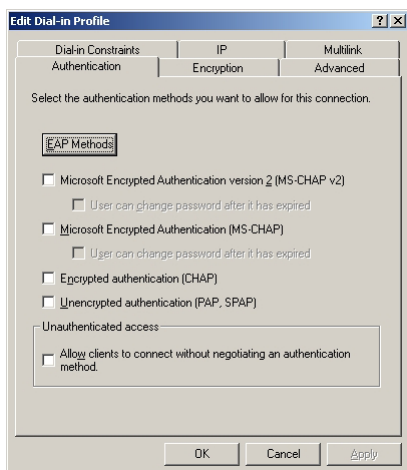 Edit Dial-in Profile
Dial-in Constraints IP Multilink
Authentication Encryption Advanced
Select the authentication methods you want to allow for this connection.
EAP Methods
Microsoft Encrypted Authentication version 2 (MS-CHAP v2)
User can change password after it has expired
Microsoft Encrypted Authentication (MS-CHAP)
User can change password after it has expired
Encrypted authentication (CHAP)
Unencrypted authentication (PAP, SPAP)
Unauthenticated access
Allow clients to connect without negotiating an authentication
method.
OK Cancel Apply